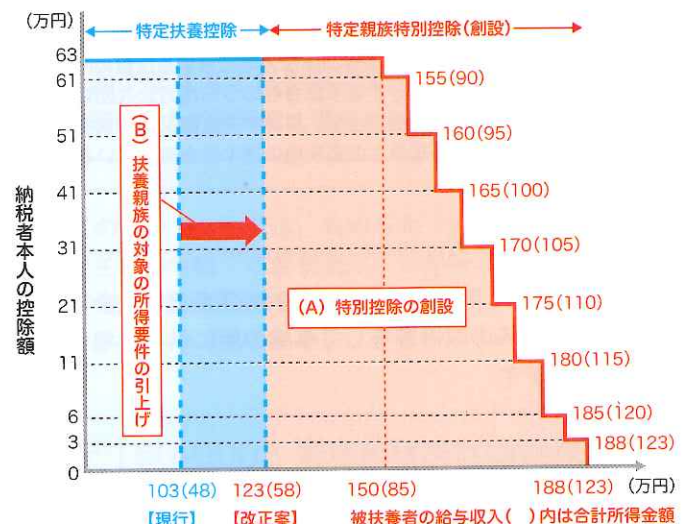 (万円)
特定扶養控除
特定親族特別控除(創設)
63
61
51
41
31
21
11
6
3
0
納税者本人の控除額
(B) 扶養親族の対象の所得要件の引上げ
(A) 特別控除の創設
155(90)
160(95)
165(100)
170(105)
175(110)
180(115)
185(120)
188(123)
103(48)
123(58)
150(85)
188(123)
(万円)
【現行】
【改正案】
被扶養者の給与収入( )内は合計所得金額